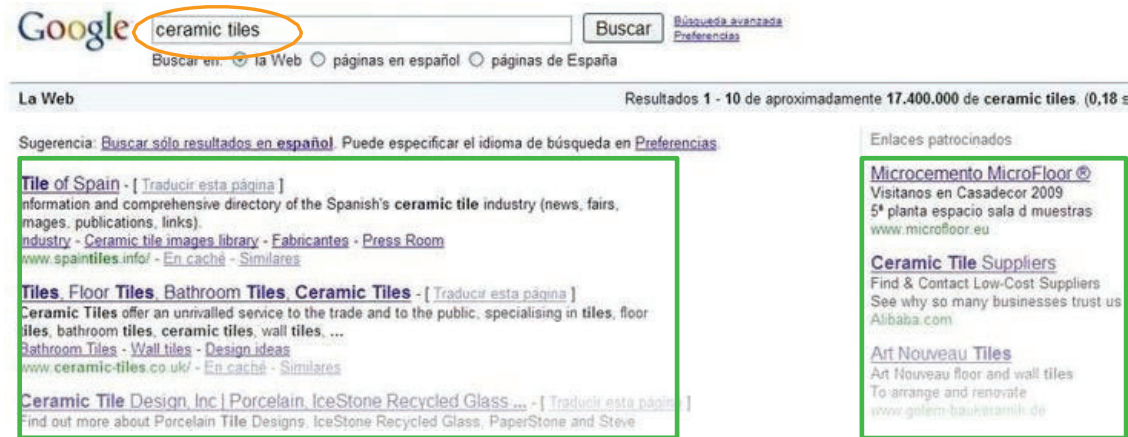 Google
ceramic tiles
Buscar
Búsqueda avanzada
Preferencias
Buscar en: la Web páginas en español páginas de España
La Web
Resultados 1 - 10 de aproximadamente 17.400.000 de ceramic tiles. (0,18 s
Sugerencia: Buscar sólo resultados en español. Puede especificar el idioma de búsqueda en Preferencias.
Tile of Spain - [ Traducir esta página ]
nformation and comprehensive directory of the Spanish's ceramic tile industry (news, fairs,
mages, publications, links).
ndustry - Ceramic tile images library - Fabricantes - Press Room
www.spaintiles.info/ - En caché - Similares
Tiles, Floor Tiles, Bathroom Tiles, Ceramic Tiles - [ Traducir esta página ]
Ceramic Tiles offer an unrivalled service to the trade and to the public, specialising in tiles, floor
tiles, bathroom tiles, ceramic tiles, wall tiles, ...
Bathroom Tiles - Wall tiles - Design ideas
www.ceramic-tiles.co.uk/ - En caché - Similares
Ceramic Tile Design, Inc | Porcelain, IceStone Recycled Glass ... - [ Traducir esta página ]
Find out more about Porcelain Tile Designs, IceStone Recycled Glass, PaperStone and Steve
Enlaces patrocinados
Microcemento MicroFloor ®
Visitanos en Casadecor 2009
5ª planta espacio sala d muestras
www.microfloor.eu
Ceramic Tile Suppliers
Find & Contact Low-Cost Suppliers
See why so many businesses trust us
Alibaba.com
Art Nouveau Tiles
Art Nouveau floor and wall tiles
To arrange and renovate
www.golem-baukeramik.de